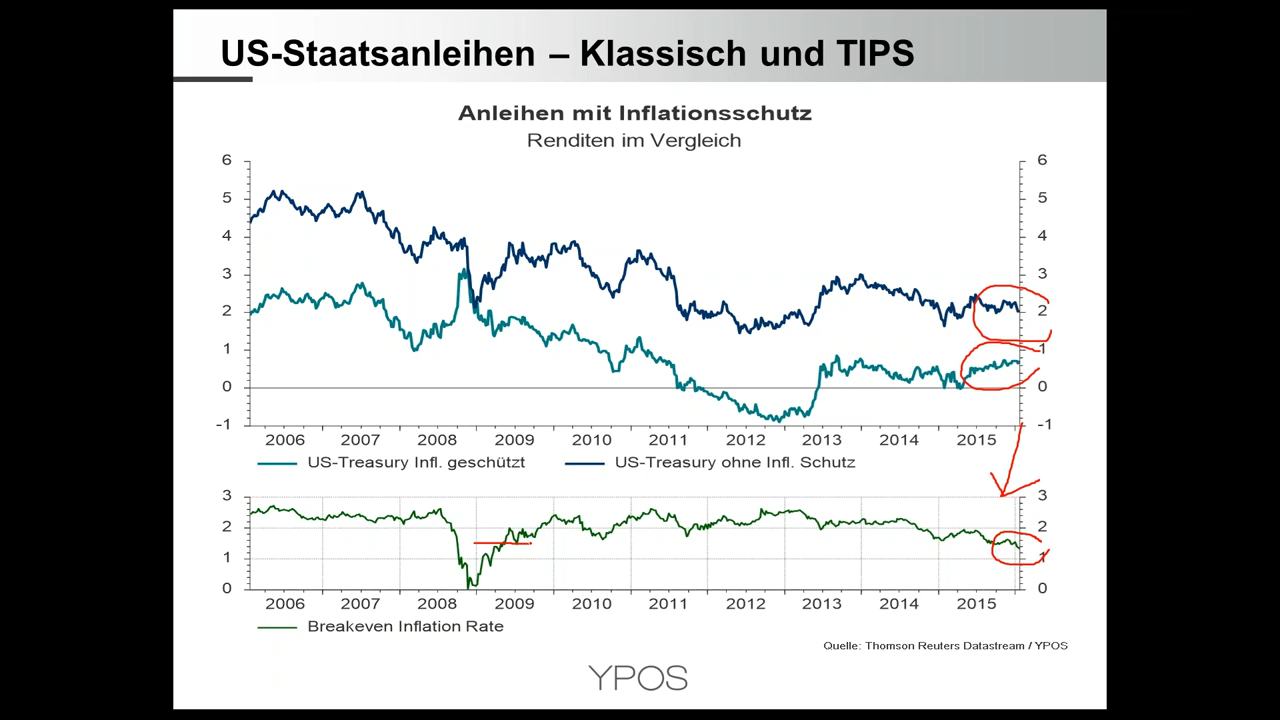 US-Staatsanleihen – Klassisch und TIPS
Anleihen mit Inflationsschutz
Renditen im Vergleich
6 6
5 5
4 4
3 3
2 2
1 1
0 0
-1 -1
2006 2007 2008 2009 2010 2011 2012 2013 2014 2015
US-Treasury Infl. geschützt US-Treasury ohne Infl. Schutz
3 3
2 2
1 1
0 0
2006 2007 2008 2009 2010 2011 2012 2013 2014 2015
Breakeven Inflation Rate
Quelle: Thomson Reuters Datastream / YPOS
YPOS